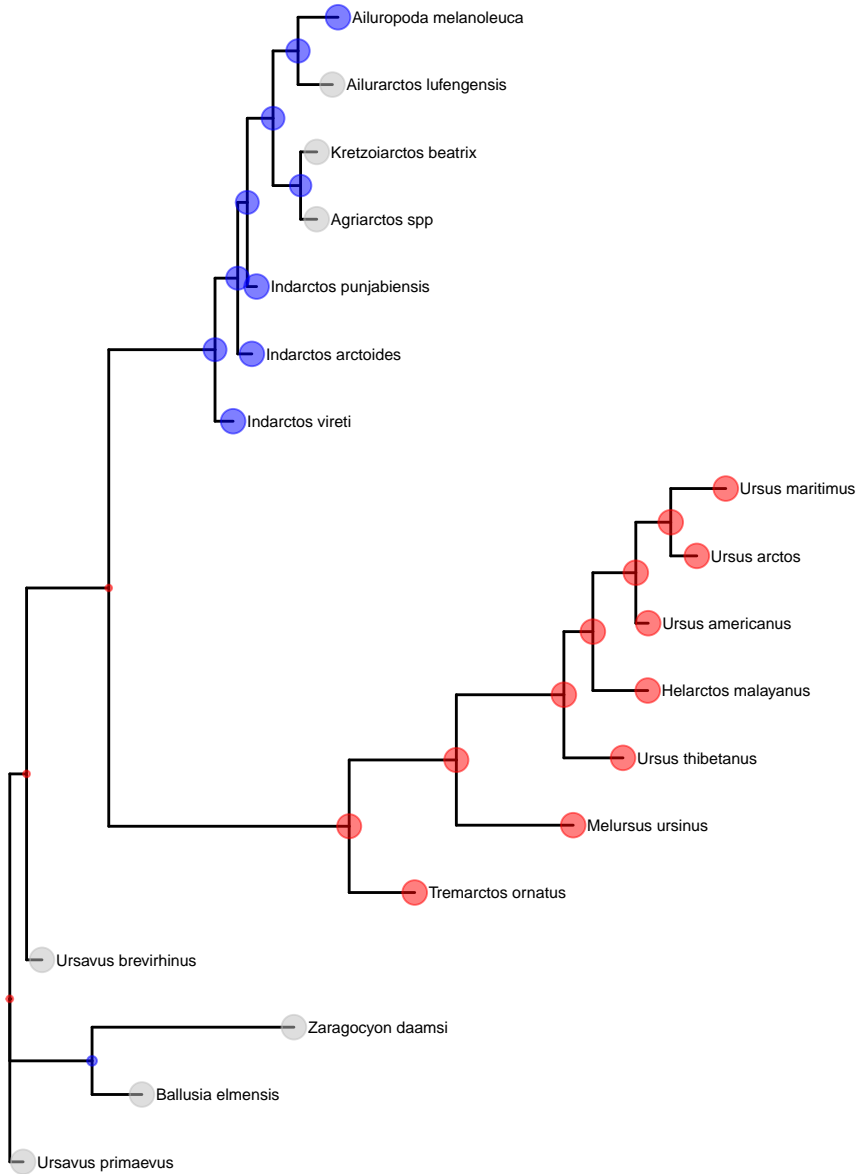 Ailuropoda melanoleuca
Ailurarctos lufengensis
Kretzoiarctos beatrix
Agriarctos spp
Indarctos punjabiensis
Indarctos arctoides
Indarctos vireti
Ursus maritimus
Ursus arctos
Ursus americanus
Helarctos malayanus
Ursus thibetanus
Melursus ursinus
Tremarctos ornatus
Ursavus brevirhinus
Zaragocyon daamsi
Ballusia elmensis
Ursavus primaevus